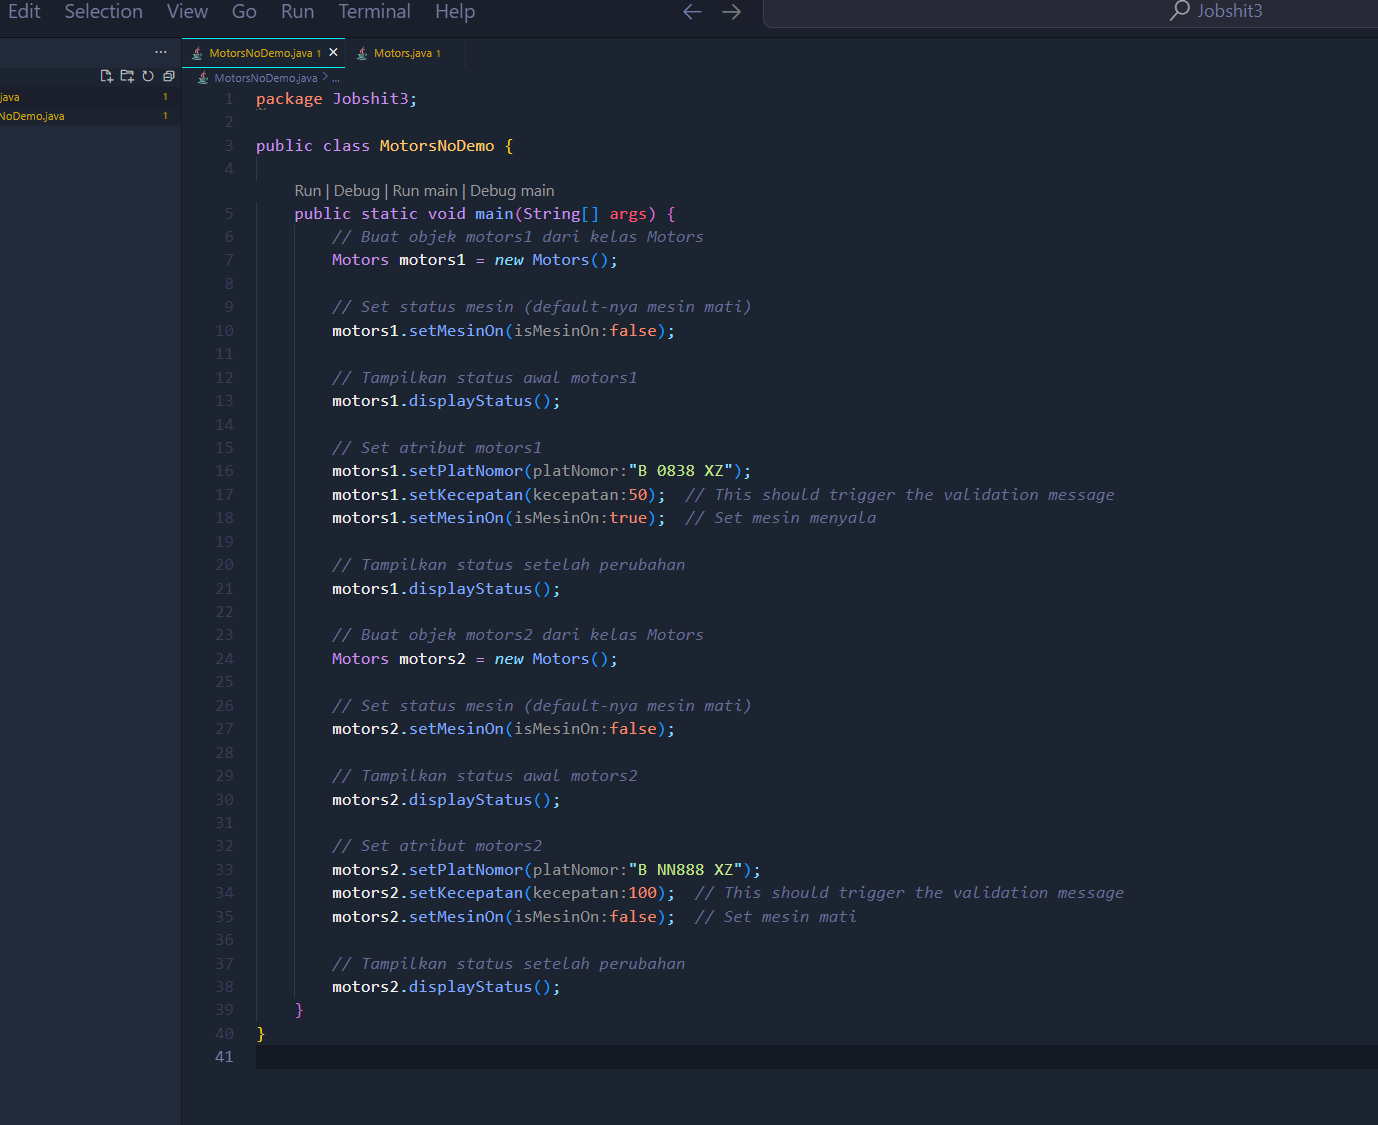 Edit Selection View Go Run Terminal Help Jobshit3
... MotorsNoDemo.java 1 × Motors.java 1
MotorsNoDemo.java > ...
java 1
NoDemo.java 1
1 package Jobshit3;
2
3 public class MotorsNoDemo {
4
Run | Debug | Run main | Debug main
5 public static void main(String[] args) {
6 // Buat objek motors1 dari kelas Motors
7 Motors motors1 = new Motors();
8
9 // Set status mesin (default-nya mesin mati)
10 motors1.setMesinOn(isMesinOn:false);
11
12 // Tampilkan status awal motors1
13 motors1.displayStatus();
14
15 // Set atribut motors1
16 motors1.setPlatNomor(platNomor:"B 0838 XZ");
17 motors1.setKecepatan(kecepatan:50); // This should trigger the validation message
18 motors1.setMesinOn(isMesinOn:true); // Set mesin menyala
19
20 // Tampilkan status setelah perubahan
21 motors1.displayStatus();
22
23 // Buat objek motors2 dari kelas Motors
24 Motors motors2 = new Motors();
25
26 // Set status mesin (default-nya mesin mati)
27 motors2.setMesinOn(isMesinOn:false);
28
29 // Tampilkan status awal motors2
30 motors2.displayStatus();
31
32 // Set atribut motors2
33 motors2.setPlatNomor(platNomor:"B NN888 XZ");
34 motors2.setKecepatan(kecepatan:100); // This should trigger the validation message
35 motors2.setMesinOn(isMesinOn:false); // Set mesin mati
36
37 // Tampilkan status setelah perubahan
38 motors2.displayStatus();
39 }
40 }
41